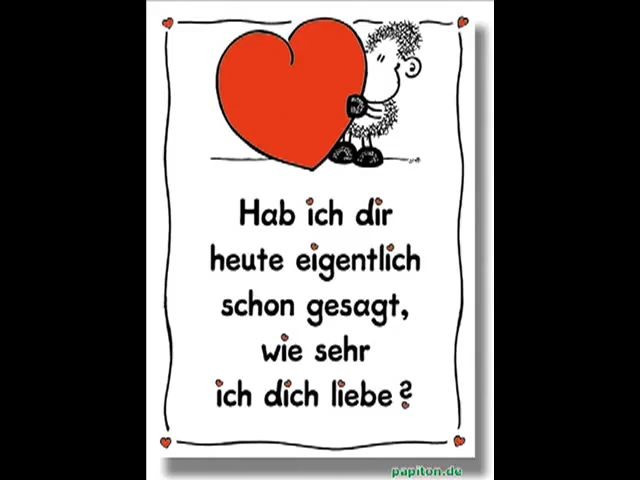 Hab ich dir
heute eigentlich
schon gesagt,
wie sehr
ich dich liebe?
papiton.de